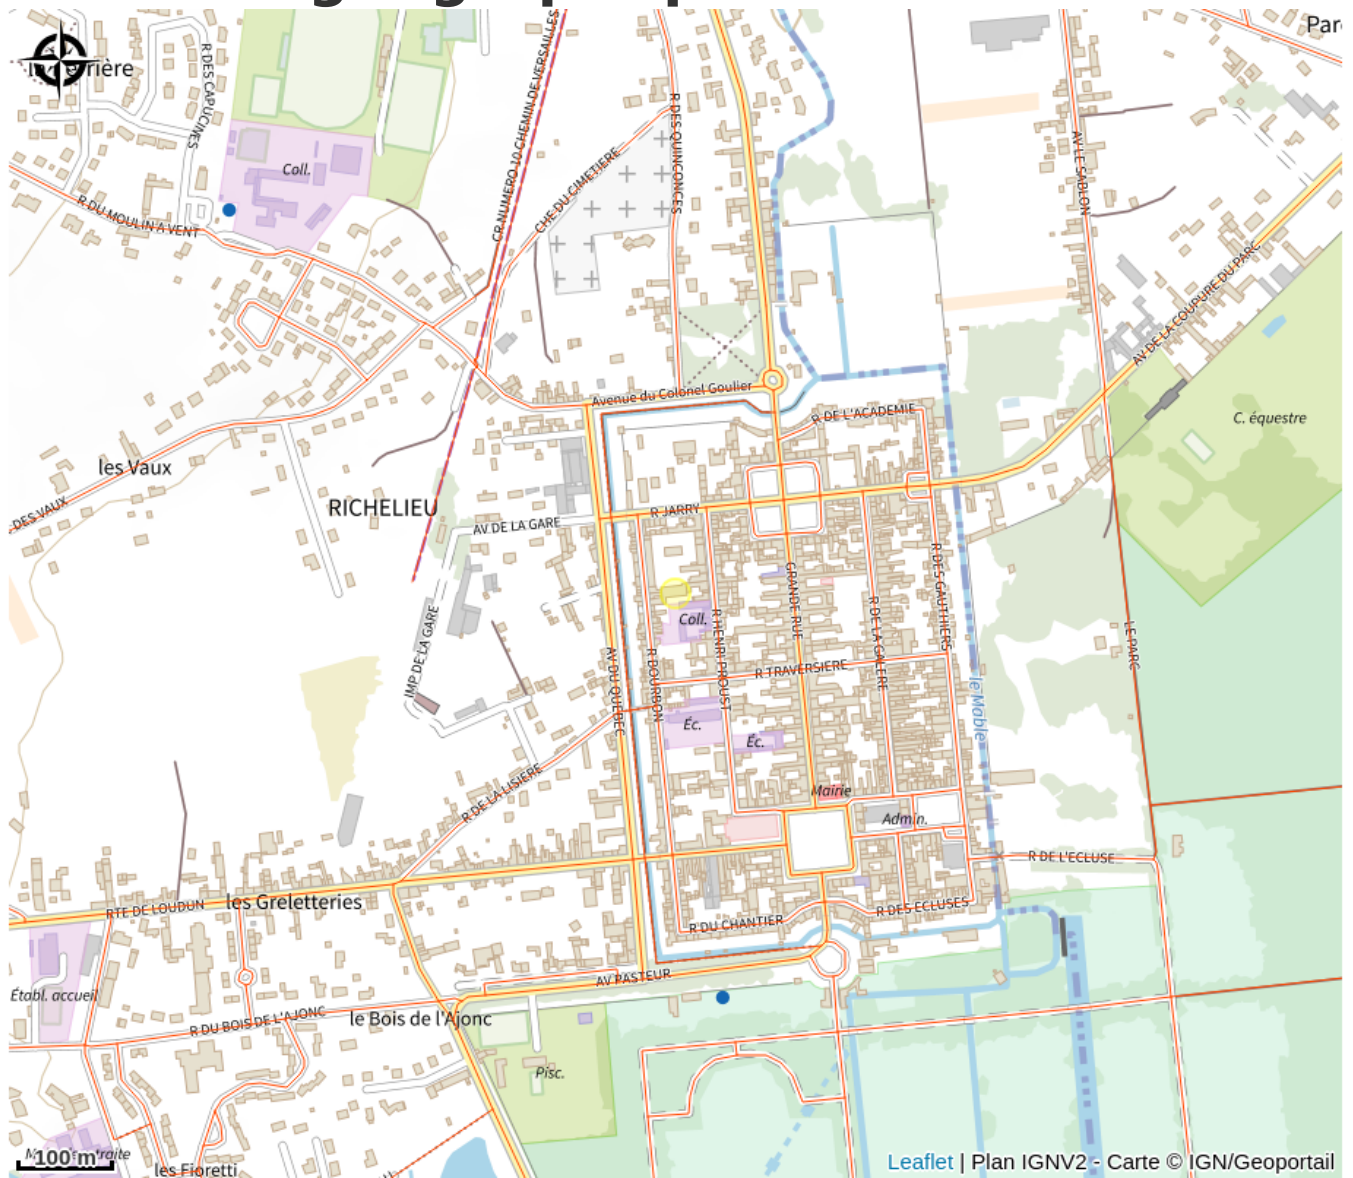 Par
R DES CAPUCINES
CR NUMERO 10 CHEMIN DE VERSAILLES
R DES QUINCONCES
AV LE SABLON
Coll.
CHE DU CIMETIERE
R DU MOULIN A VENT
AV DE LA COUPURE DU PARC
Avenue du Colonel Goulier
R DE L'ACADEMIE
C. équestre
les Vaux
RICHELIEU
DES VAUX
AV DE LA GARE
R JARRY
R DES GAUTHIERS
GRANDE RUE
R DE LA GALERE
R HENRI PROUST
Coll.
IMP DE LA GARE
AV DU QUEBEC
R BOURBON
R TRAVERSIERE
LE PARC
le Mable
Éc.
Éc.
R DE LA LISIERE
Mairie
Admin.
R DE L'ECLUSE
les Greletteries
RTE DE LOUDUN
R DES ECLUSES
R DU CHANTIER
AV PASTEUR
Établ. accueil
R DU BOIS DE L'AJONC
le Bois de l'Ajonc
Pisc.
100 m
les Fioretti
Leaflet | Plan IGNV2 - Carte © IGN/Geoportail